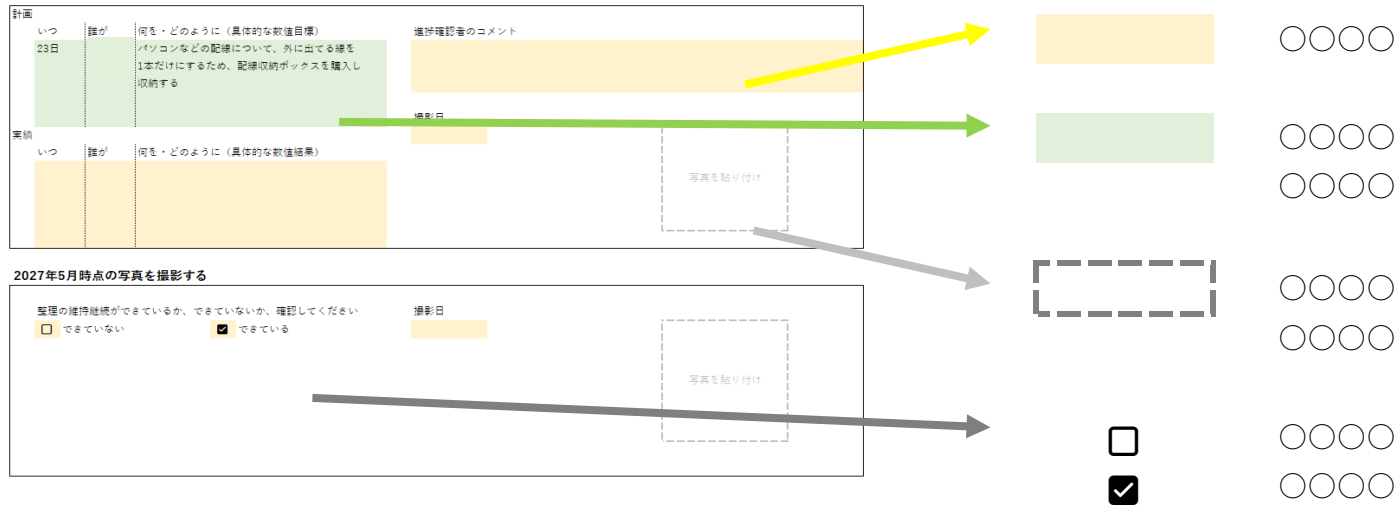 計画
いつ 誰が 何を・どのように（具体的な数値目標） 進捗確認者のコメント
23日 パソコンなどの配線について、外に出てる線を
1本だけにするため、配線収納ボックスを購入し
収納する
撮影日
実績
いつ 誰が 何を・どのように（具体的な数値結果）
写真を貼り付け
2027年5月時点の写真を撮影する
整理の維持継続ができているか、できていないか、確認してください 撮影日
できていない できている
写真を貼り付け
〇〇〇〇
〇〇〇〇
〇〇〇〇
〇〇〇〇
〇〇〇〇
〇〇〇〇
〇〇〇〇